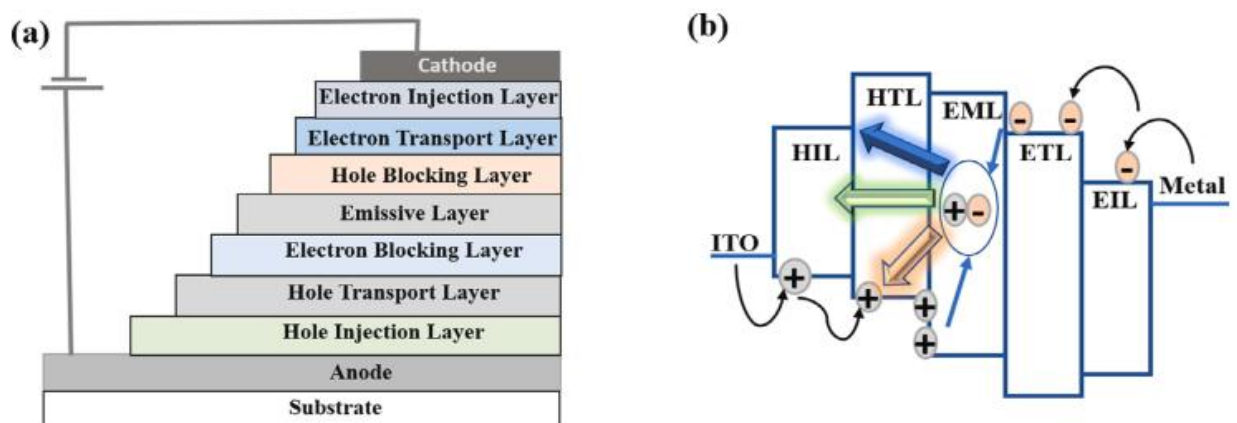 (a)
Cathode
Electron Injection Layer
Electron Transport Layer
Hole Blocking Layer
Emissive Layer
Electron Blocking Layer
Hole Transport Layer
Hole Injection Layer
Anode
Substrate
(b)
HTL
EML
ETL
HIL
EIL
Metal
ITO
+
+
+
+
+
-
-
-
-